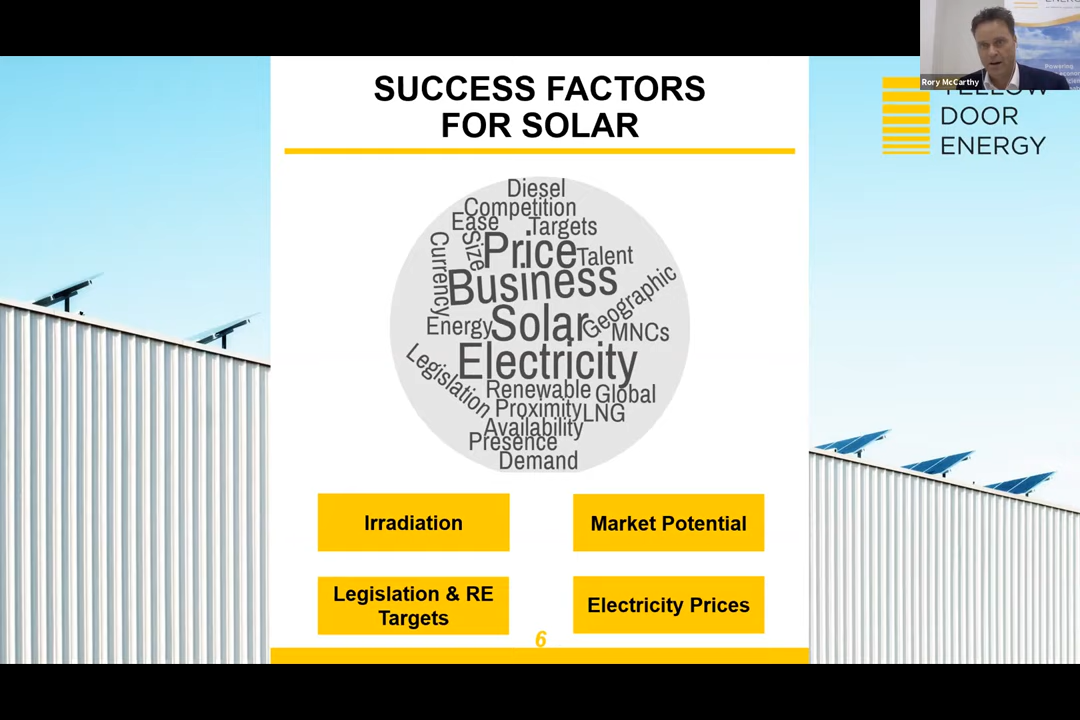 SUCCESS FACTORS
FOR SOLAR
Rory McCarthy
Powering
YELLOW
DOOR
ENERGY
Diesel
Competition
Ease
Targets
Currency
Size
Price
Talent
Business
Geographic
Energy
Solar
MNCs
Electricity
Legislation
Renewable
Global
Proximity
LNG
Availability
Presence
Demand
Irradiation
Market Potential
Legislation & RE
Targets
Electricity Prices
6